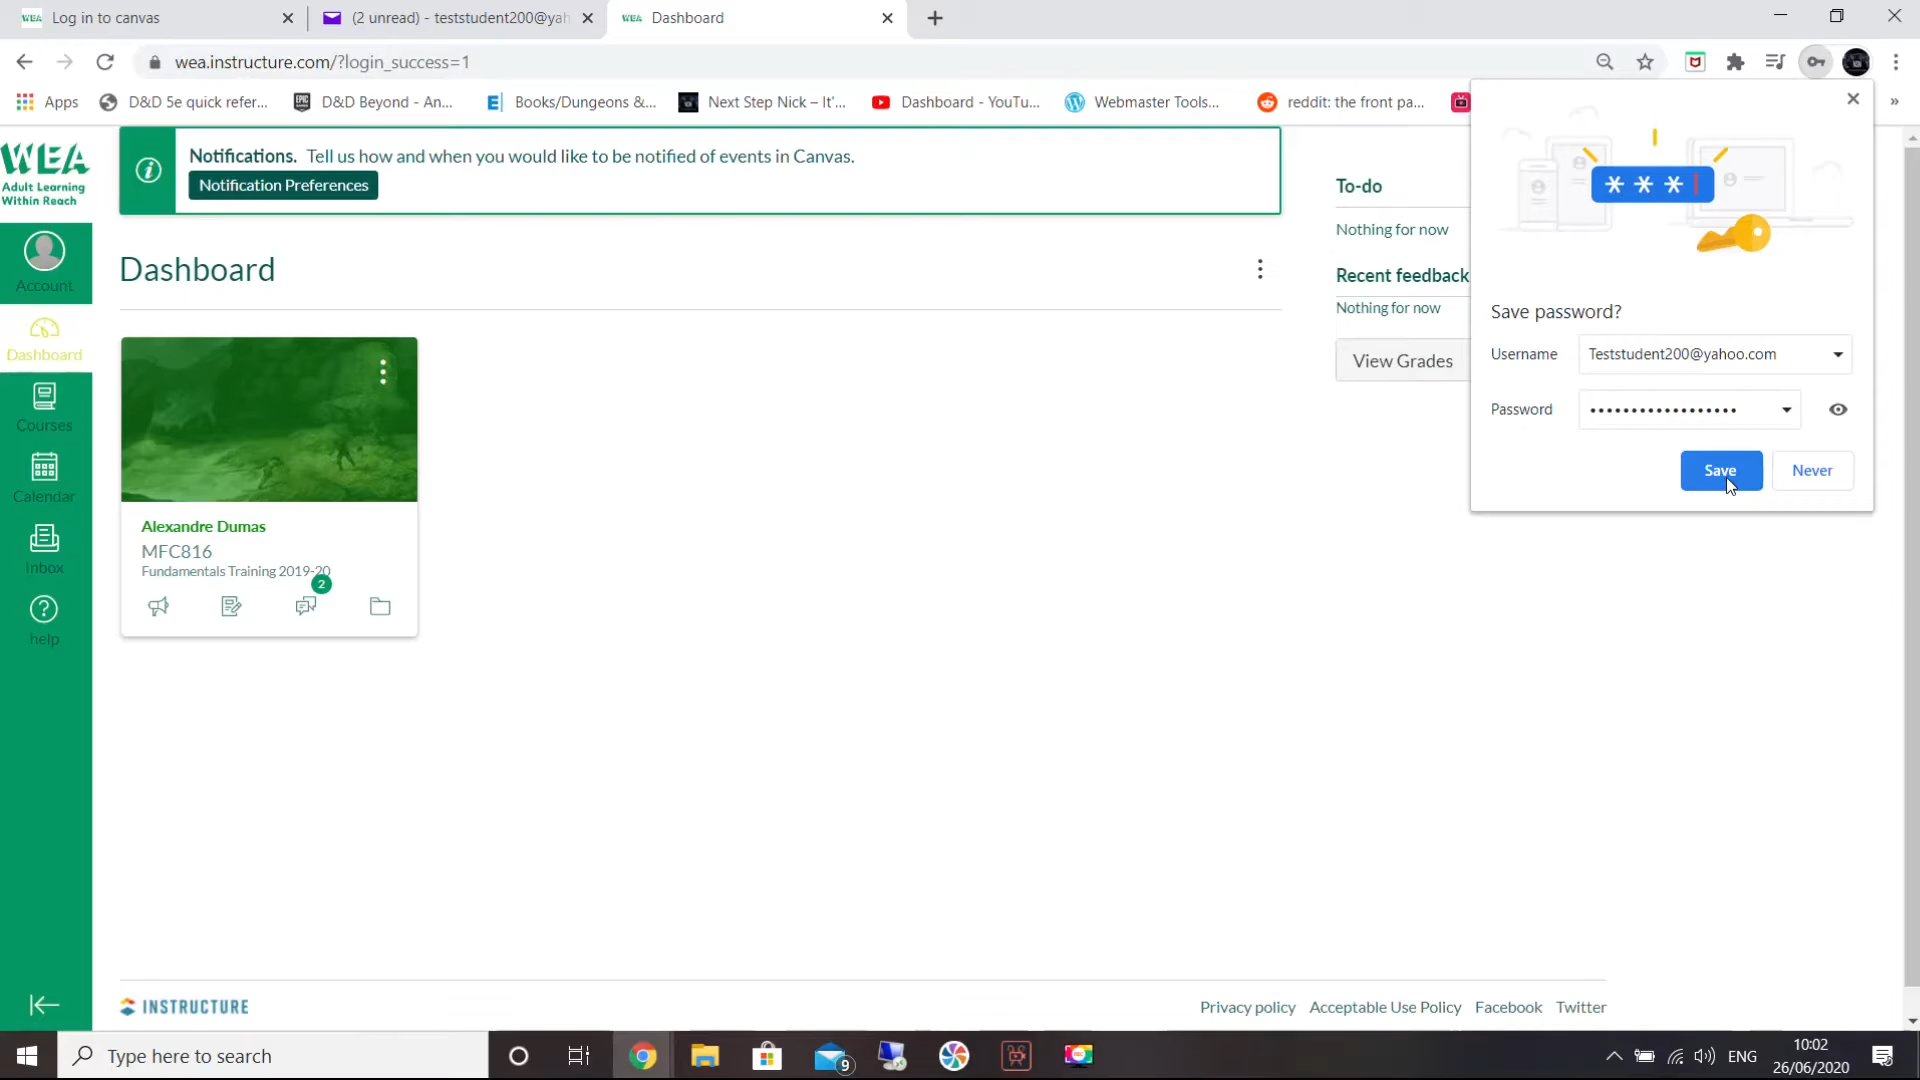 WEA Log in to canvas
(2 unread) - teststudent200@yah
WEA Dashboard
wea.instructure.com/?login_success=1
Apps
D&D 5e quick refer...
D&D Beyond - An...
Books/Dungeons &...
Next Step Nick – It'...
Dashboard - YouTu...
Webmaster Tools...
reddit: the front pa...
»
WEA
Adult Learning
Within Reach
Notifications. Tell us how and when you would like to be notified of events in Canvas.
Notification Preferences
Account
Dashboard
Courses
Calendar
Inbox
help
Dashboard
Alexandre Dumas
MFC816
Fundamentals Training 2019-20
2
To-do
Nothing for now
Recent feedback
Nothing for now
View Grades
* * *
Save password?
Username Teststudent200@yahoo.com
Password ••••••••••••••••••
Save Never
INSTRUCTURE
Privacy policy Acceptable Use Policy Facebook Twitter
Type here to search
9
ENG
10:02
26/06/2020